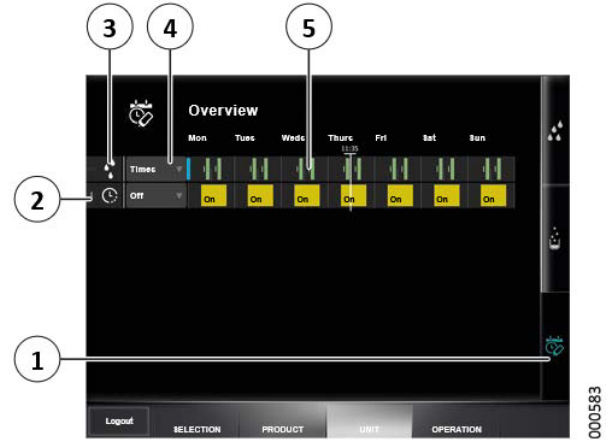 3 4 5
Overview
Mon Tues Weds Thurs Fri Sat Sun
11:35
Times
2 Off On On On On On On On
1
Logout SELECTION PRODUCT UNIT OPERATION
000583